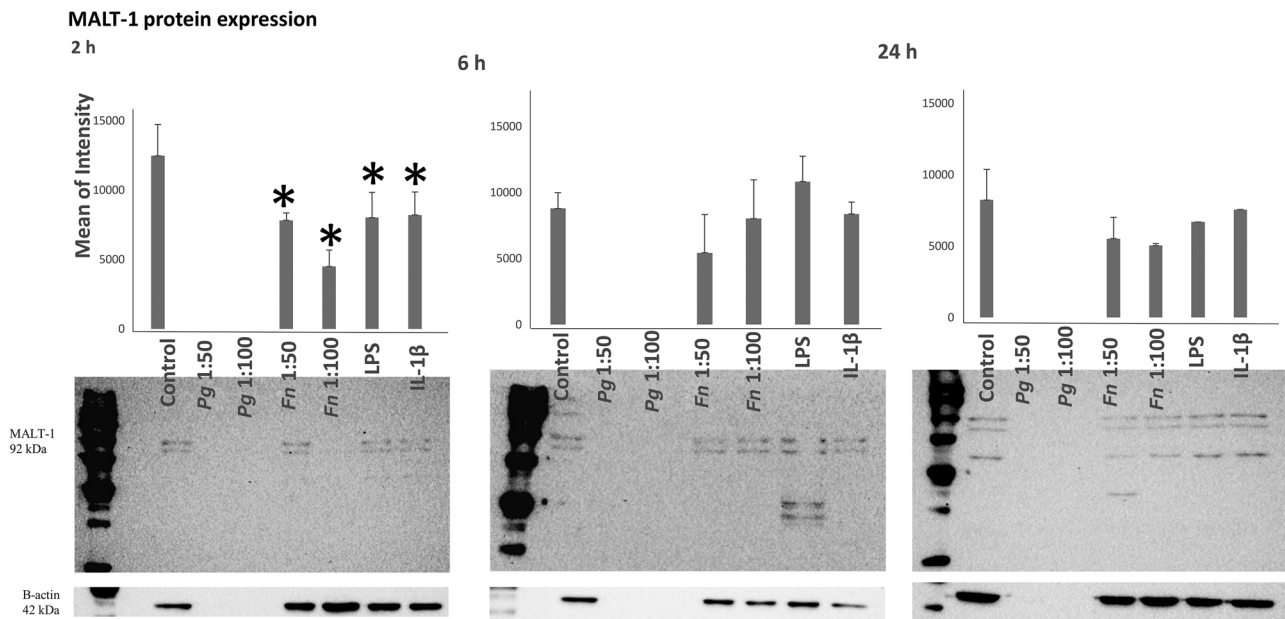 MALT-1 protein expression
2 h
6 h
24 h
Mean of Intensity
15000
10000
5000
0
* * * *
Control
Pg 1:50
Pg 1:100
Fn 1:50
Fn 1:100
LPS
IL-1β
15000
10000
5000
0
Control
Pg 1:50
Pg 1:100
Fn 1:50
Fn 1:100
LPS
IL-1β
15000
10000
5000
0
Control
Pg 1:50
Pg 1:100
Fn 1:50
Fn 1:100
LPS
IL-1β
MALT-1
92 kDa
B-actin
42 kDa